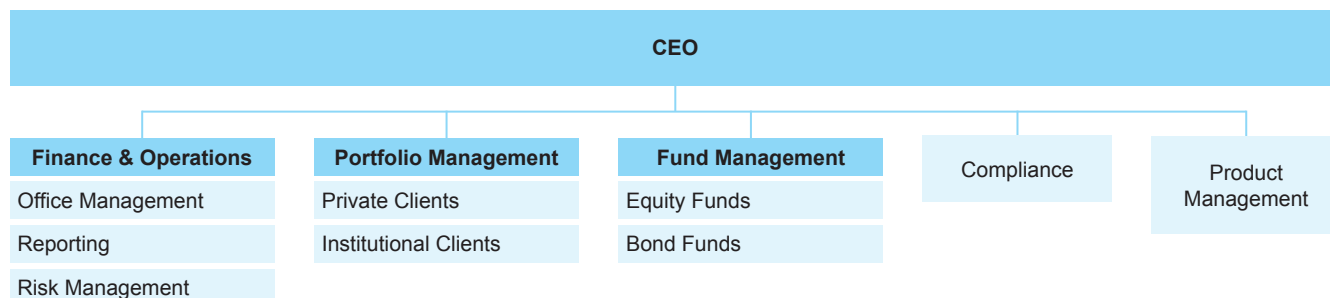 CEO
Finance & Operations
Office Management
Reporting
Risk Management
Portfolio Management
Private Clients
Institutional Clients
Fund Management
Equity Funds
Bond Funds
Compliance
Product
Management